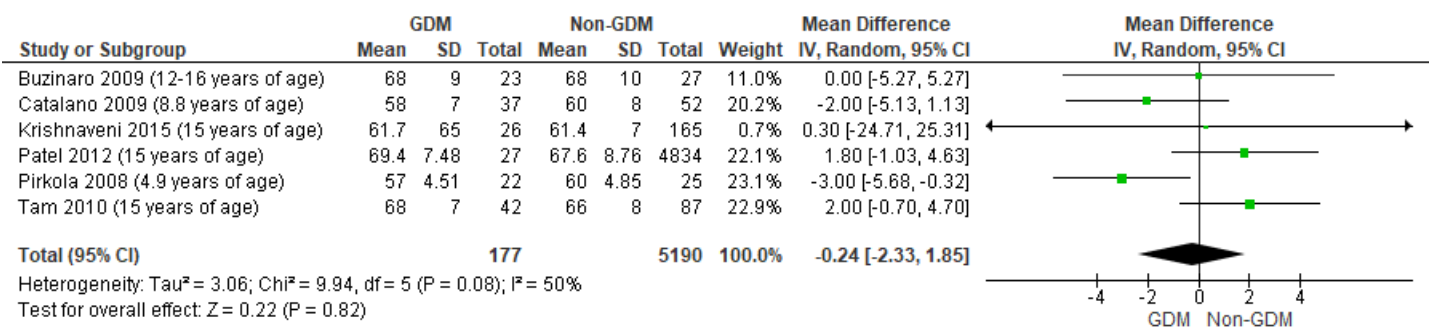 GDM Non-GDM Mean Difference Mean Difference
Study or Subgroup Mean SD Total Mean SD Total Weight IV, Random, 95% CI IV, Random, 95% CI
Buzinaro 2009 (12-16 years of age) 68 9 23 68 10 27 11.0% 0.00 [-5.27, 5.27]
Catalano 2009 (8.8 years of age) 58 7 37 60 8 52 20.2% -2.00 [-5.13, 1.13]
Krishnaveni 2015 (15 years of age) 61.7 65 26 61.4 7 165 0.7% 0.30 [-24.71, 25.31]
Patel 2012 (15 years of age) 69.4 7.48 27 67.6 8.76 4834 22.1% 1.80 [-1.03, 4.63]
Pirkola 2008 (4.9 years of age) 57 4.51 22 60 4.85 25 23.1% -3.00 [-5.68, -0.32]
Tam 2010 (15 years of age) 68 7 42 66 8 87 22.9% 2.00 [-0.70, 4.70]
Total (95% CI) 177 5190 100.0% -0.24 [-2.33, 1.85]
Heterogeneity: Tau² = 3.06; Chi² = 9.94, df = 5 (P = 0.08); I² = 50%
Test for overall effect: Z = 0.22 (P = 0.82)
-4 -2 0 2 4
GDM Non-GDM